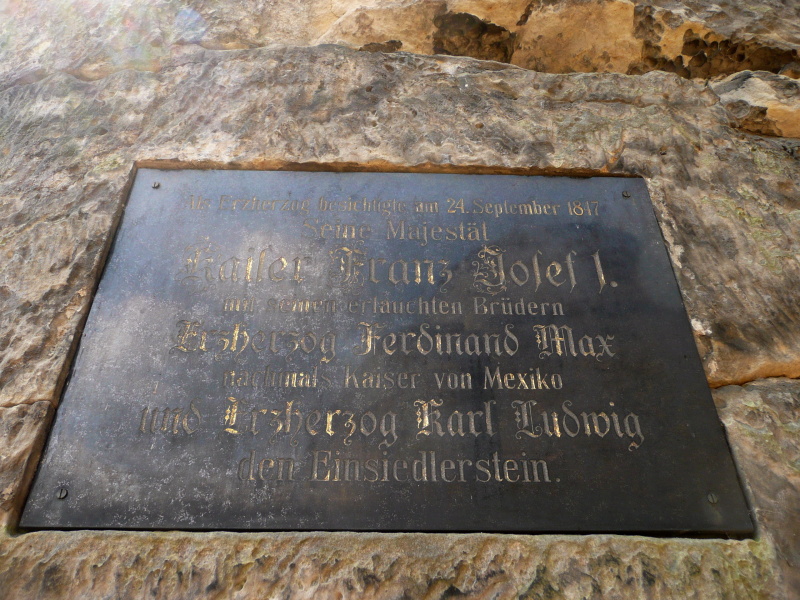 Als Erzherzog besichtigte am 24. September 1847
Seine Majestät
Kaiser Franz Josef I.
mit seinen erlauchten Brüdern
Erzherzog Ferdinand Max
nachmals Kaiser von Mexiko
und Erzherzog Karl Ludwig
den Einsiedlerstein.